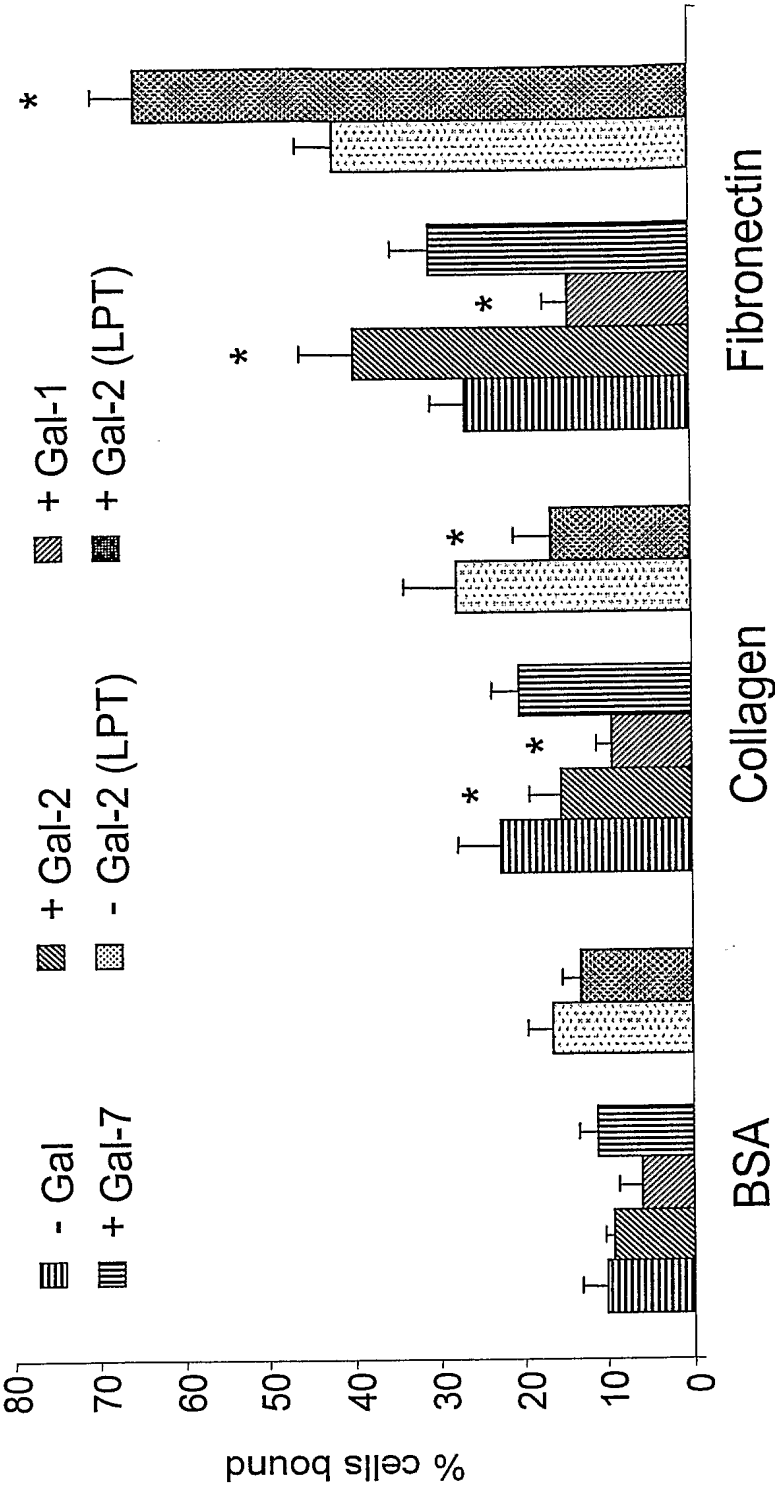 - Gal
+ Gal-2
+ Gal-1
+ Gal-7
- Gal-2 (LPT)
+ Gal-2 (LPT)
% cells bound
80
70
60
50
40
30
20
10
0
*
*
*
*
*
*
BSA
Collagen
Fibronectin